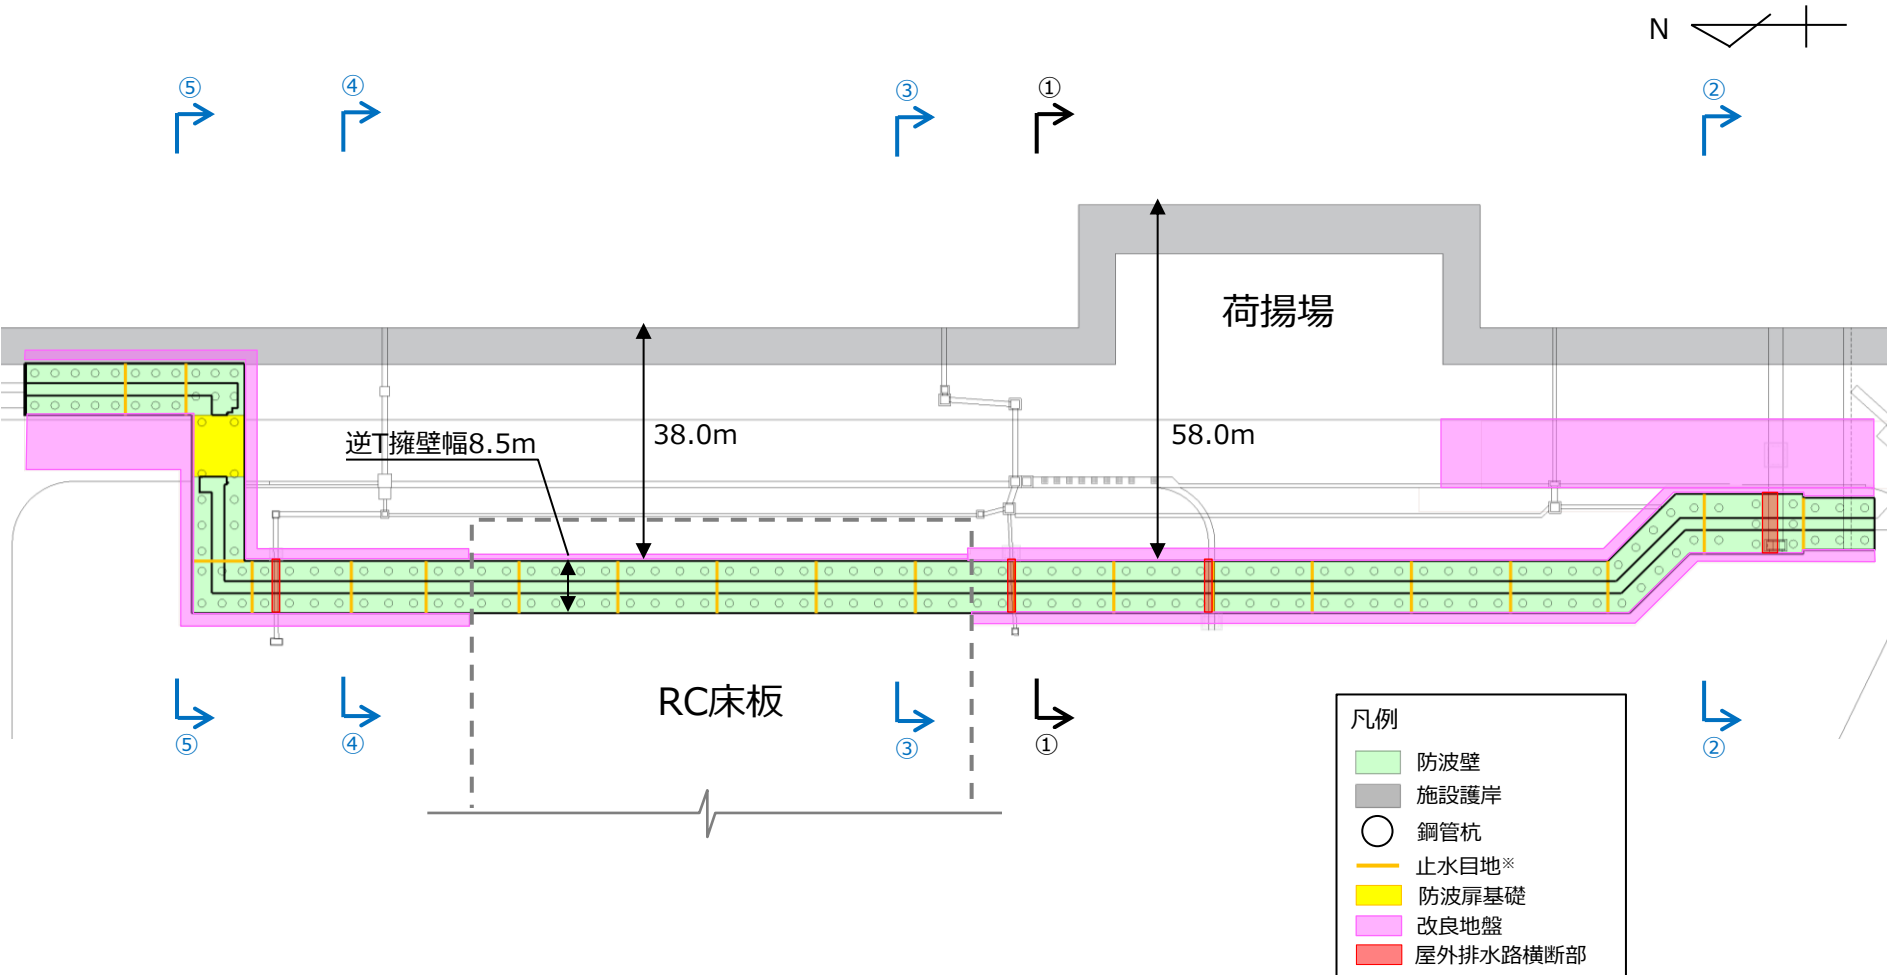 N
⑤
④
③
①
②
荷揚場
逆T擁壁幅8.5m
38.0m
58.0m
RC床板
⑤
④
③
①
②
凡例
防波壁
施設護岸
鋼管杭
止水目地※
防波扉基礎
改良地盤
屋外排水路横断部